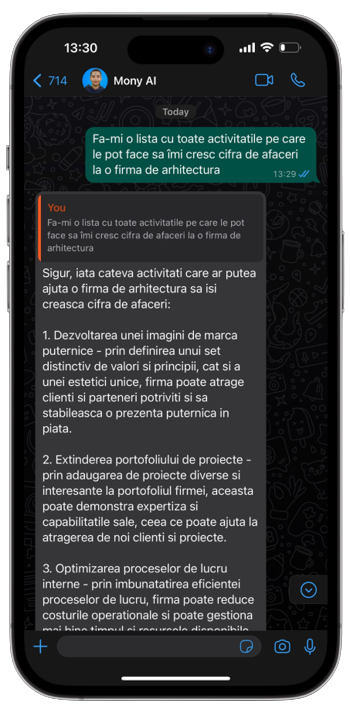 13:30
714
Mony AI
Today
Fa-mi o lista cu toate activitatile pe care
le pot face sa îmi cresc cifra de afaceri
la o firma de arhitectura
13:29
You
Fa-mi o lista cu toate activitatile pe care le pot
face sa îmi cresc cifra de afaceri la o firma de
arhitectura
Sigur, iata cateva activitati care ar putea
ajuta o firma de arhitectura sa isi
creasca cifra de afaceri:
1. Dezvoltarea unei imagini de marca
puternice - prin definirea unui set
distinctiv de valori si principii, cat si a
unei estetici unice, firma poate atrage
clienti si parteneri potriviti si sa
stabileasca o prezenta puternica in
piata.
2. Extinderea portofoliului de proiecte -
prin adaugarea de proiecte diverse si
interesante la portofoliul firmei, aceasta
poate demonstra expertiza si
capabilitatile sale, ceea ce poate ajuta la
atragerea de noi clienti si proiecte.
3. Optimizarea proceselor de lucru
interne - prin imbunatatirea eficientei
proceselor de lucru, firma poate reduce
costurile operationale si poate gestiona
mai bine timpul si resursele disponibile